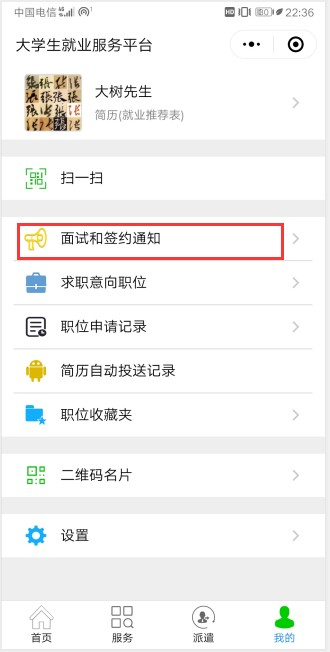 中国电信 4G HD 22:36
大学生就业服务平台
大树先生
简历(就业推荐表)
扫一扫
面试和签约通知
求职意向职位
职位申请记录
简历自动投送记录
职位收藏夹
二维码名片
设置
首页 服务 派遣 我的